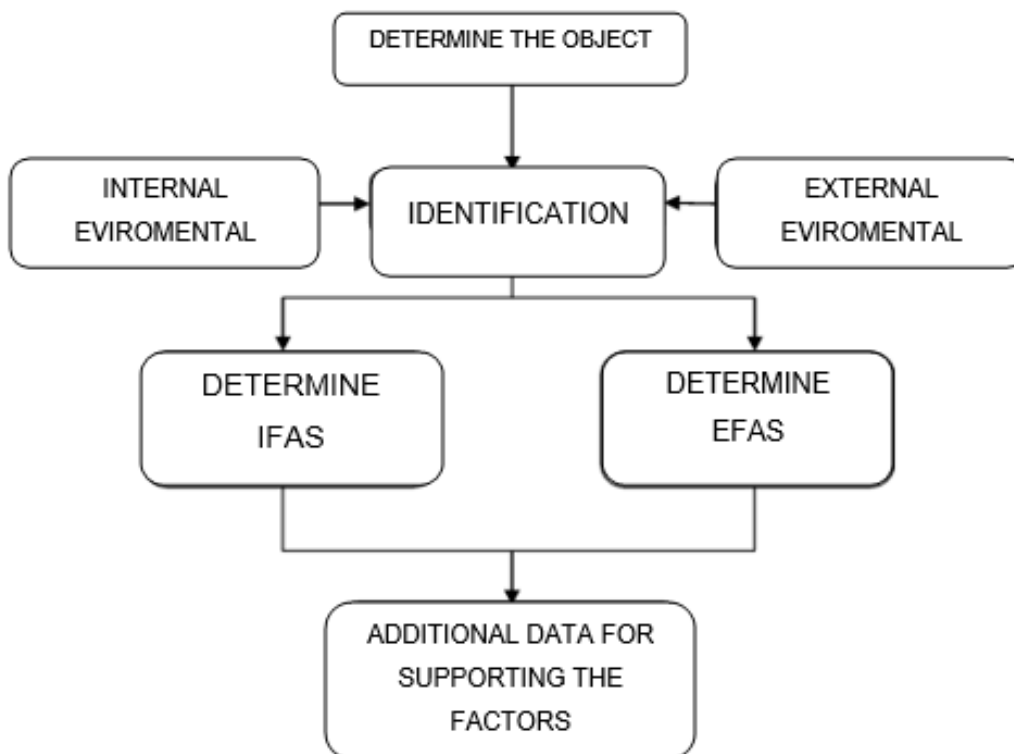 DETERMINE THE OBJECT
INTERNAL
EVIROMENTAL
IDENTIFICATION
EXTERNAL
EVIROMENTAL
DETERMINE
IFAS
DETERMINE
EFAS
ADDITIONAL DATA FOR
SUPPORTING THE
FACTORS